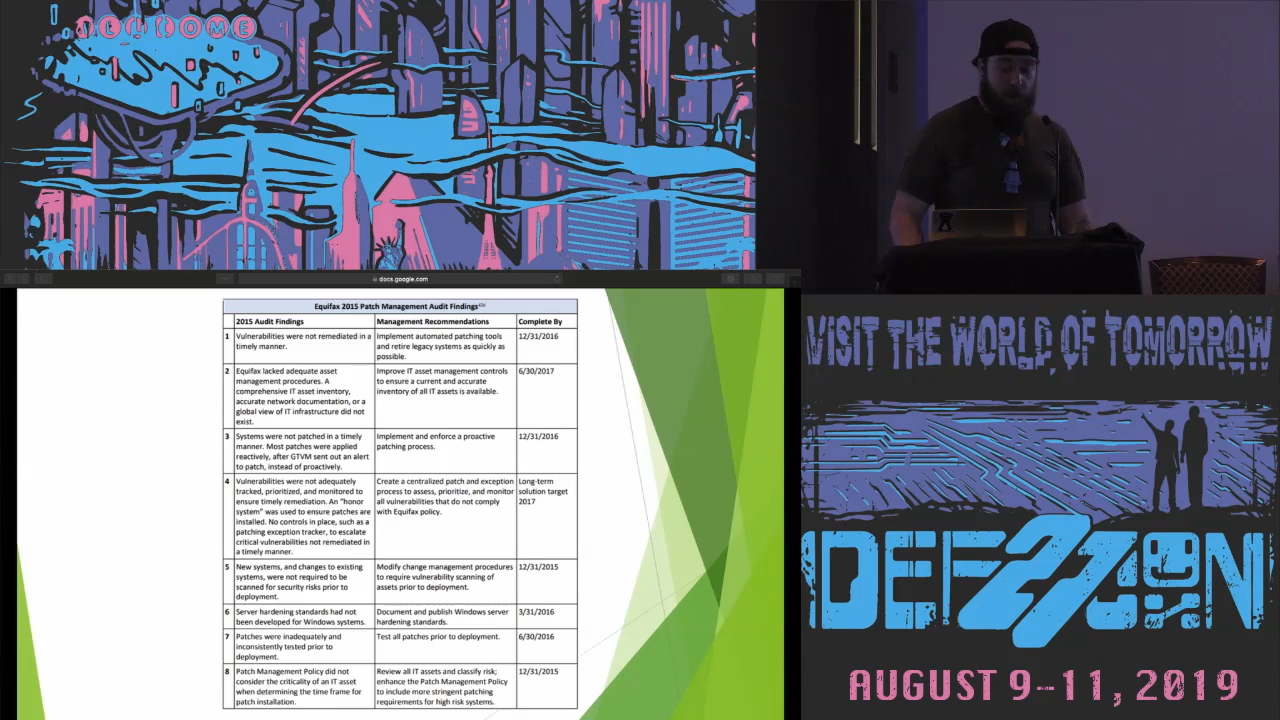 WELCOME
docs.google.com
Equifax 2015 Patch Management Audit Findings
2015 Audit Findings
Management Recommendations
Complete By
1
Vulnerabilities were not remediated in a
timely manner.
Implement automated patching tools
and retire legacy systems as quickly as
possible.
12/31/2016
2
Equifax lacked adequate asset
management procedures. A
comprehensive IT asset inventory,
accurate network documentation, or a
global view of IT infrastructure did not
exist.
Improve IT asset management controls
to ensure a current and accurate
inventory of all IT assets is available.
6/30/2017
3
Systems were not patched in a timely
manner. Most patches were applied
reactively, after GTVM sent out an alert
to patch, instead of proactively.
Implement and enforce a proactive
patching process.
12/31/2016
4
Vulnerabilities were not adequately
tracked, prioritized, and monitored to
ensure timely remediation. An "honor
system" was used to ensure patches are
installed. No controls in place, such as a
patching exception tracker, to escalate
critical vulnerabilities not remediated in
a timely manner.
Create a centralized patch and exception
process to assess, prioritize, and monitor
all vulnerabilities that do not comply
with Equifax policy.
Long-term
solution target
2017
5
New systems, and changes to existing
systems, were not required to be
scanned for security risks prior to
deployment.
Modify change management procedures
to require vulnerability scanning of
assets prior to deployment.
12/31/2015
6
Server hardening standards had not
been developed for Windows systems.
Document and publish Windows server
hardening standards.
3/31/2016
7
Patches were inadequately and
inconsistently tested prior to
deployment.
Test all patches prior to deployment.
6/30/2016
8
Patch Management Policy did not
consider the criticality of an IT asset
when determining the time frame for
patch installation.
Review all IT assets and classify risk;
enhance the Patch Management Policy
to include more stringent patching
requirements for high risk systems.
12/31/2015
VISIT THE WORLD OF TOMORROW
DEF27CON
AUGUST 9-11, 2019